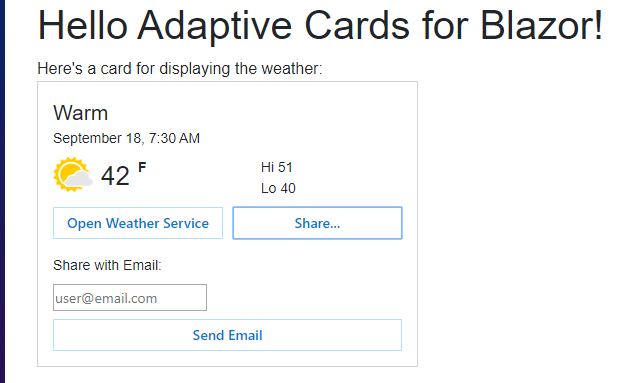 Hello Adaptive Cards for Blazor!
Here's a card for displaying the weather:
Warm
September 18, 7:30 AM
42 F
Hi 51
Lo 40
Open Weather Service
Share...
Share with Email:
user@email.com
Send Email